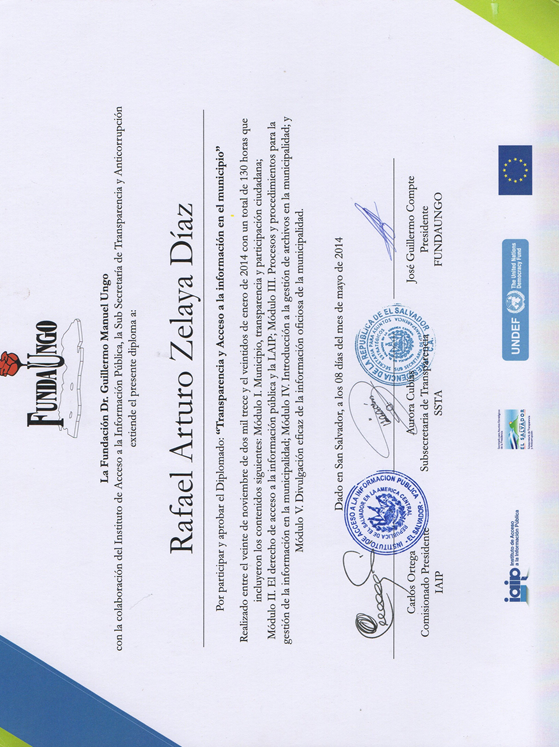 FUNDAUNGO
La Fundación Dr. Guillermo Manuel Ungo
con la colaboración del Instituto de Acceso a la Información Pública, la Sub Secretaría de Transparencia y Anticorrupción
extiende el presente diploma a:
Rafael Arturo Zelaya Díaz
Por participar y aprobar el Diplomado: “Transparencia y Acceso a la información en el municipio”
Realizado entre el veinte de noviembre de dos mil trece y el veintidos de enero de 2014 con un total de 130 horas que
incluyeron los contenidos siguientes: Módulo I. Municipio, transparencia y participación ciudadana;
Módulo II. El derecho de acceso a la información pública y la LAIP; Módulo III. Procesos y procedimientos para la
gestión de la información en la municipalidad; Módulo IV. Introducción a la gestión de archivos en la municipalidad; y
Módulo V. Divulgación eficaz de la información oficiosa de la municipalidad.
Dado en San Salvador, a los 08 días del mes de mayo de 2014
INSTITUTO DE ACCESO A LA INFORMACION PUBLICA
REPUBLICA DE EL SALVADOR EN LA AMERICA CENTRAL
EL SALVADOR
PRESIDENCIA DE LA REPUBLICA DE EL SALVADOR
Carlos Ortega
Comisionado Presidente
IAIP
Aurora Cubías
Subsecretaria de Transparencia
SSTA
José Guillermo Compte
Presidente
FUNDAUNGO
iaip
Instituto de Acceso
a la Información Pública
EL SALVADOR
UNDEF
The United Nations
Democracy Fund